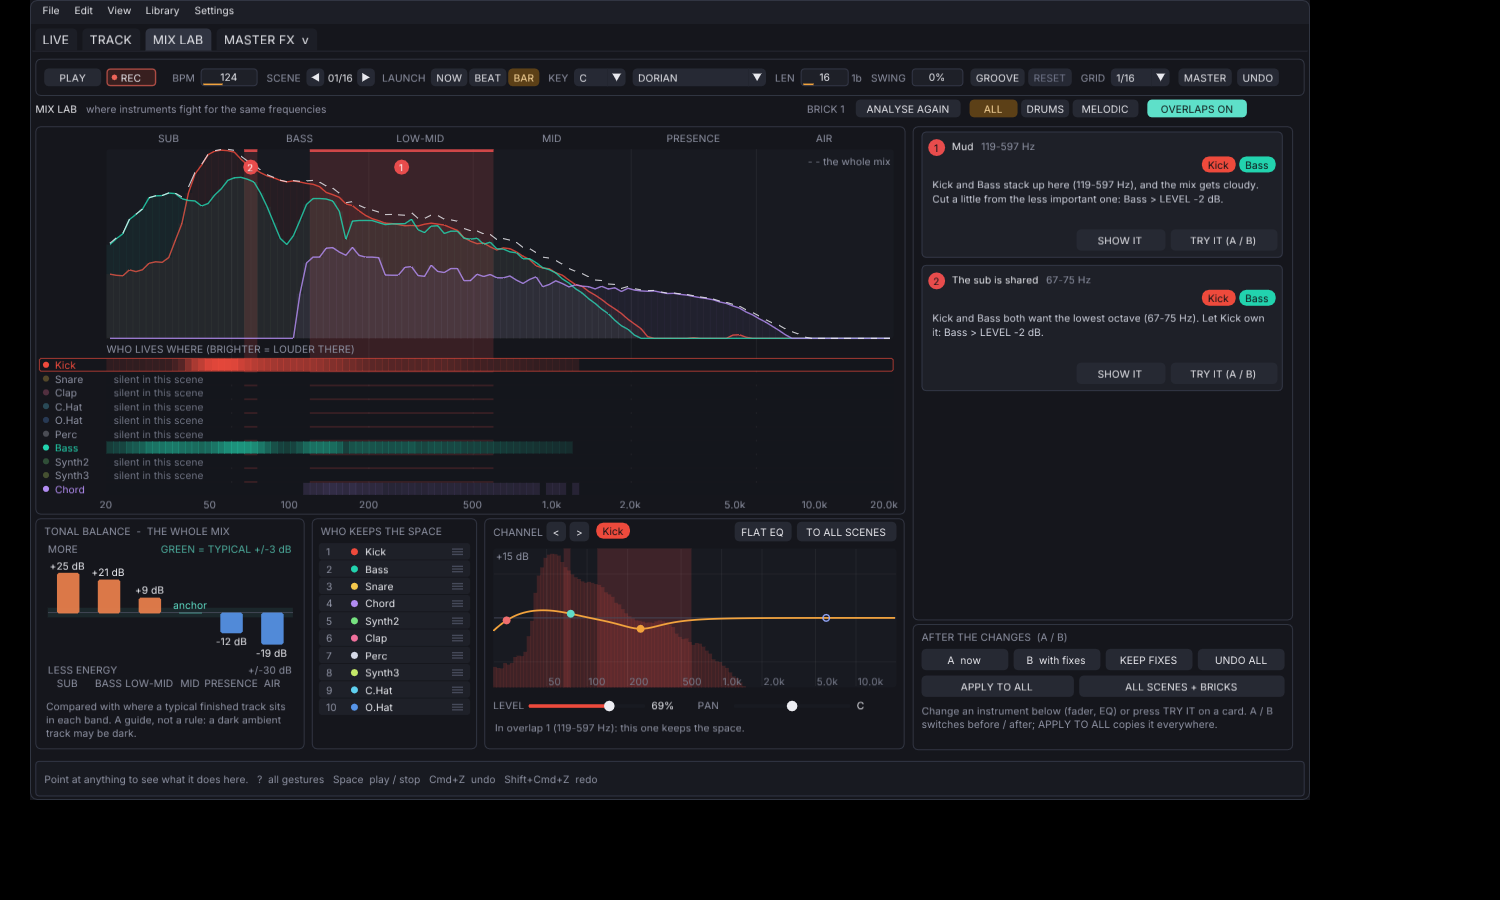 File Edit View Library Settings
LIVE TRACK MIX LAB MASTER FX v
PLAY REC BPM 124 SCENE 01/16 LAUNCH NOW BEAT BAR KEY C DORIAN LEN 16 1b SWING 0% GROOVE RESET GRID 1/16 MASTER UNDO
MIX LAB where instruments fight for the same frequencies BRICK 1 ANALYSE AGAIN ALL DRUMS MELODIC OVERLAPS ON
SUB BASS LOW-MID MID PRESENCE AIR
- - the whole mix
2
1
WHO LIVES WHERE (BRIGHTER = LOUDER THERE)
Kick
Snare silent in this scene
Clap silent in this scene
C.Hat silent in this scene
O.Hat silent in this scene
Perc silent in this scene
Bass
Synth2 silent in this scene
Synth3 silent in this scene
Chord
20 50 100 200 500 1.0k 2.0k 5.0k 10.0k 20.0k
1 Mud 119-597 Hz
Kick Bass
Kick and Bass stack up here (119-597 Hz), and the mix gets cloudy.
Cut a little from the less important one: Bass > LEVEL -2 dB.
SHOW IT TRY IT (A / B)
2 The sub is shared 67-75 Hz
Kick Bass
Kick and Bass both want the lowest octave (67-75 Hz). Let Kick own
it: Bass > LEVEL -2 dB.
SHOW IT TRY IT (A / B)
TONAL BALANCE - THE WHOLE MIX
MORE GREEN = TYPICAL +/-3 dB
+25 dB +21 dB +9 dB anchor -12 dB -19 dB
LESS ENERGY +/-30 dB
SUB BASS LOW-MID MID PRESENCE AIR
Compared with where a typical finished track sits
in each band. A guide, not a rule: a dark ambient
track may be dark.
WHO KEEPS THE SPACE
1 Kick
2 Bass
3 Snare
4 Chord
5 Synth2
6 Clap
7 Perc
8 Synth3
9 C.Hat
10 O.Hat
CHANNEL < > Kick FLAT EQ TO ALL SCENES
+15 dB
50 100 200 500 1.0k 2.0k 5.0k 10.0k
LEVEL 69% PAN C
In overlap 1 (119-597 Hz): this one keeps the space.
AFTER THE CHANGES (A / B)
A now B with fixes KEEP FIXES UNDO ALL
APPLY TO ALL ALL SCENES + BRICKS
Change an instrument below (fader, EQ) or press TRY IT on a card. A / B
switches before / after; APPLY TO ALL copies it everywhere.
Point at anything to see what it does here. ? all gestures Space play / stop Cmd+Z undo Shift+Cmd+Z redo